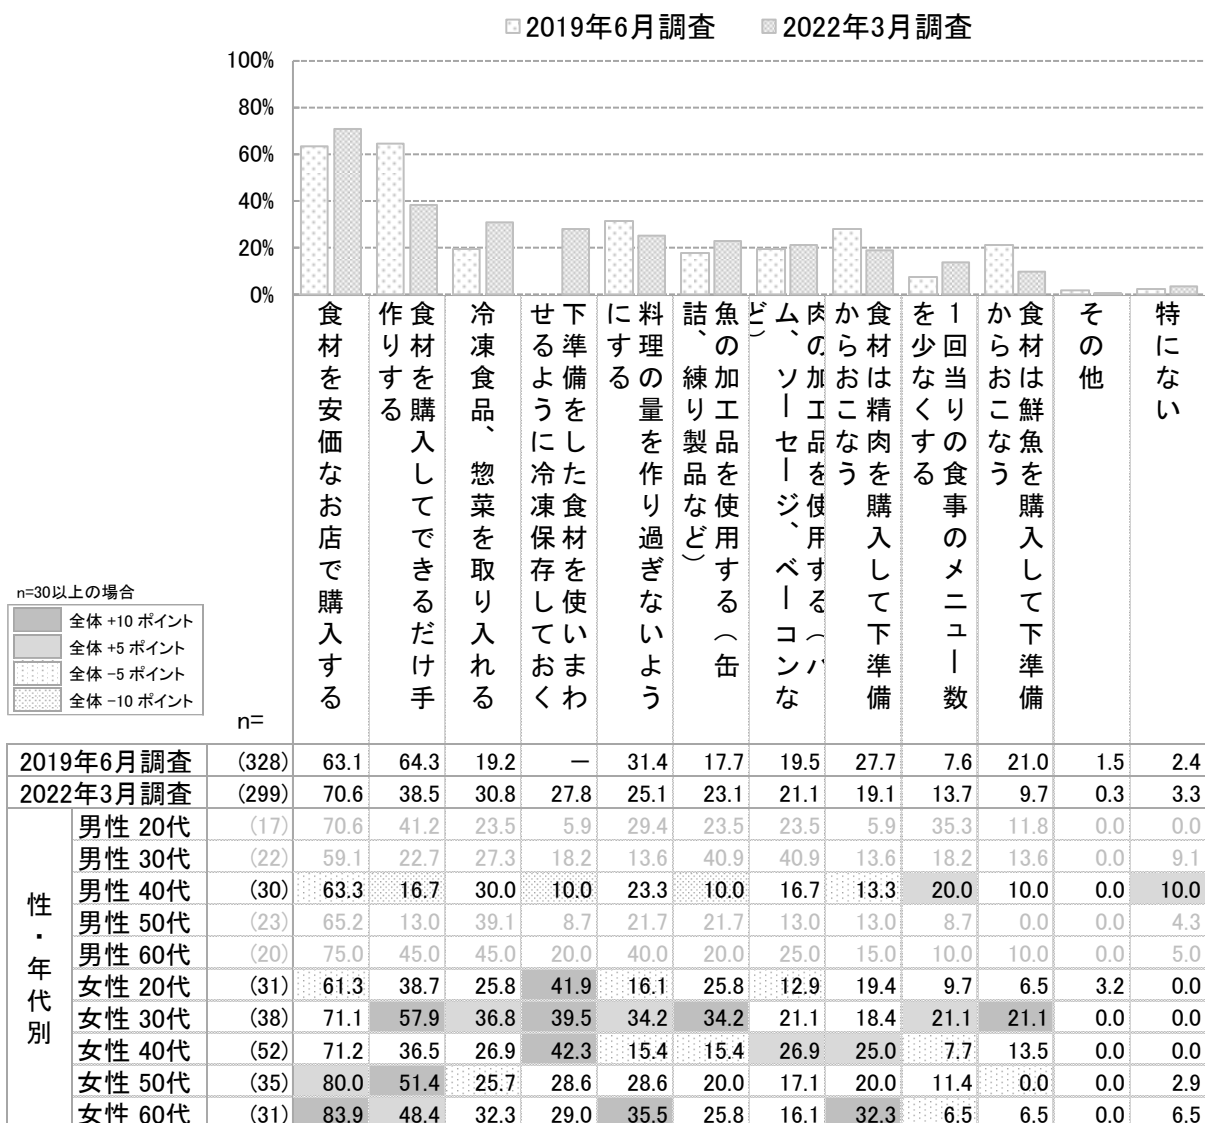 2019年6月調査 2022年3月調査
100%
80%
60%
40%
20%
0%
食材を安価なお店で購入する
食材を購入してできるだけ手
作りする
冷凍食品、惣菜を取り入れる
下準備をした食材を使いまわ
せるように冷凍保存しておく
料理の量を作り過ぎないよう
にする
魚の加工品を使用する（缶
詰、練り製品など）
肉の加工品を使用する（ハ
ム、ソーセージ、ベーコンな
ど）
食材は精肉を購入して下準備
からおこなう
1回当りの食事のメニュー数
を少なくする
食材は鮮魚を購入して下準備
からおこなう
その他
特にない
n=30以上の場合
全体 +10 ポイント
全体 +5 ポイント
全体 -5 ポイント
全体 -10 ポイント
n=
2019年6月調査 (328) 63.1 64.3 19.2 － 31.4 17.7 19.5 27.7 7.6 21.0 1.5 2.4
2022年3月調査 (299) 70.6 38.5 30.8 27.8 25.1 23.1 21.1 19.1 13.7 9.7 0.3 3.3
性・年代別
男性 20代 (17) 70.6 41.2 23.5 5.9 29.4 23.5 23.5 5.9 35.3 11.8 0.0 0.0
男性 30代 (22) 59.1 22.7 27.3 18.2 13.6 40.9 40.9 13.6 18.2 13.6 0.0 9.1
男性 40代 (30) 63.3 16.7 30.0 10.0 23.3 10.0 16.7 13.3 20.0 10.0 0.0 10.0
男性 50代 (23) 65.2 13.0 39.1 8.7 21.7 21.7 13.0 13.0 8.7 0.0 0.0 4.3
男性 60代 (20) 75.0 45.0 45.0 20.0 40.0 20.0 25.0 15.0 10.0 10.0 0.0 5.0
女性 20代 (31) 61.3 38.7 25.8 41.9 16.1 25.8 12.9 19.4 9.7 6.5 3.2 0.0
女性 30代 (38) 71.1 57.9 36.8 39.5 34.2 34.2 21.1 18.4 21.1 21.1 0.0 0.0
女性 40代 (52) 71.2 36.5 26.9 42.3 15.4 15.4 26.9 25.0 7.7 13.5 0.0 0.0
女性 50代 (35) 80.0 51.4 25.7 28.6 28.6 20.0 17.1 20.0 11.4 0.0 0.0 2.9
女性 60代 (31) 83.9 48.4 32.3 29.0 35.5 25.8 16.1 32.3 6.5 6.5 0.0 6.5